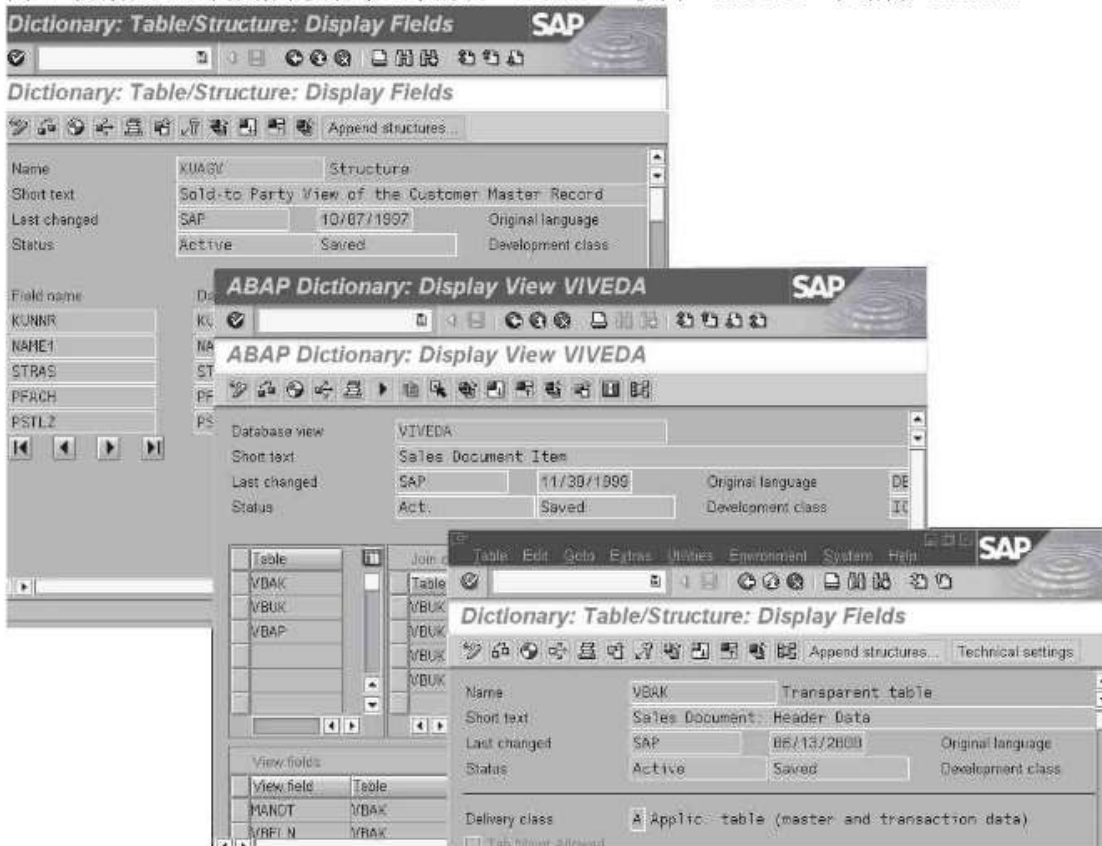 Dictionary: Table/Structure: Display Fields SAP
Dictionary: Table/Structure: Display Fields
Append structures...
Name KUAGV Structure
Short text Sold-to Party View of the Customer Master Record
Last changed SAP 10/07/1997 Original language
Status Active Saved Development class
Field name
KUNNR
NAME1
STRAS
PFACH
PSTLZ
ABAP Dictionary: Display View VIVEDA SAP
ABAP Dictionary: Display View VIVEDA
Database view VIVEDA
Short text Sales Document Item
Last changed SAP 11/30/1999 Original language DE
Status Act. Saved Development class
Table
VBAK
VBUK
VBAP
Table
VBUK
VBUK
VBUK
VBUK
View fields
View field Table
MANDT VBAK
VBELN VBAK
Table Edit Goto Extras Utilities Environment System Help SAP
Dictionary: Table/Structure: Display Fields
Append structures... Technical settings
Name VBAK Transparent table
Short text Sales Document: Header Data
Last changed SAP 06/13/2000 Original language
Status Active Saved Development class
Delivery class A Applic. table (master and transaction data)